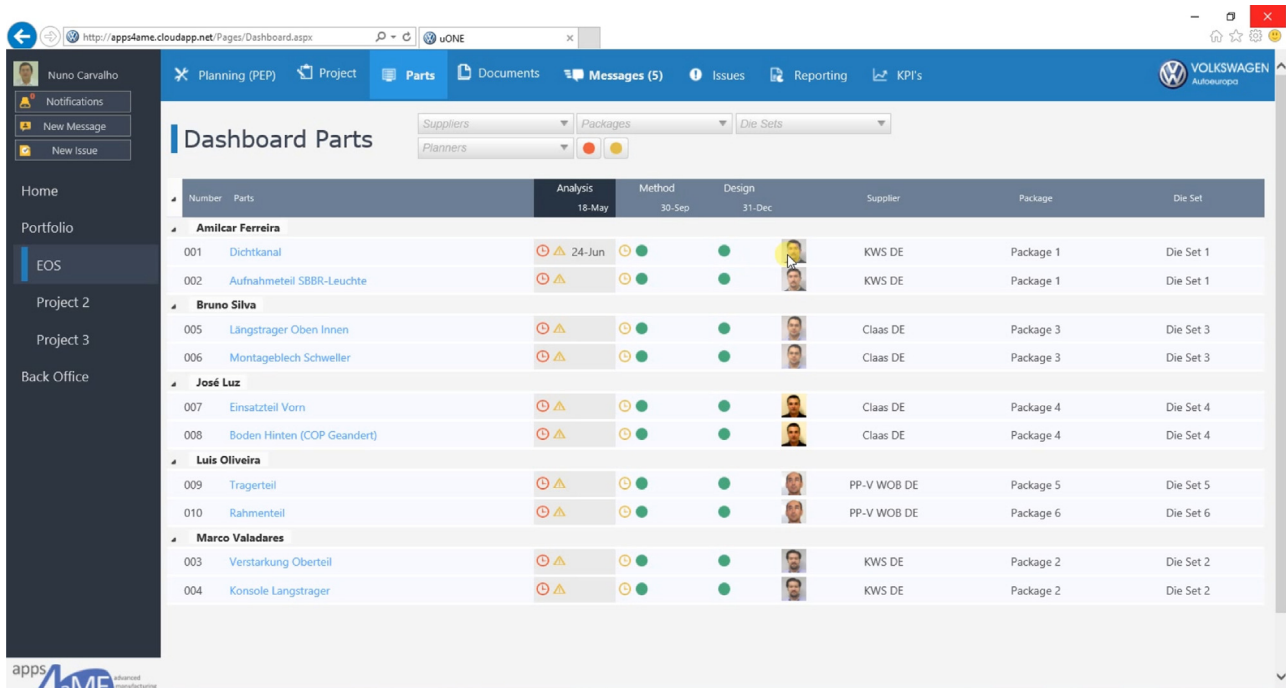 http://apps4ame.cloudapp.net/Pages/Dashboard.aspx
uONE
Nuno Carvalho
0
Notifications
New Message
New Issue
Home
Portfolio
EOS
Project 2
Project 3
Back Office
Planning (PEP) Project Parts Documents Messages (5) Issues Reporting KPI's
VOLKSWAGEN
Autoeuropa
Dashboard Parts
Suppliers Packages Die Sets
Planners
Number Parts Analysis Method Design Supplier Package Die Set
18-May 30-Sep 31-Dec
Amilcar Ferreira
001 Dichtkanal 24-Jun KWS DE Package 1 Die Set 1
002 Aufnahmeteil SBBR-Leuchte KWS DE Package 1 Die Set 1
Bruno Silva
005 Längstrager Oben Innen Claas DE Package 3 Die Set 3
006 Montageblech Schweller Claas DE Package 3 Die Set 3
José Luz
007 Einsatzteil Vorn Claas DE Package 4 Die Set 4
008 Boden Hinten (COP Geandert) Claas DE Package 4 Die Set 4
Luis Oliveira
009 Tragerteil PP-V WOB DE Package 5 Die Set 5
010 Rahmenteil PP-V WOB DE Package 6 Die Set 6
Marco Valadares
003 Verstarkung Oberteil KWS DE Package 2 Die Set 2
004 Konsole Langstrager KWS DE Package 2 Die Set 2
apps
4aME advanced
manufacturing